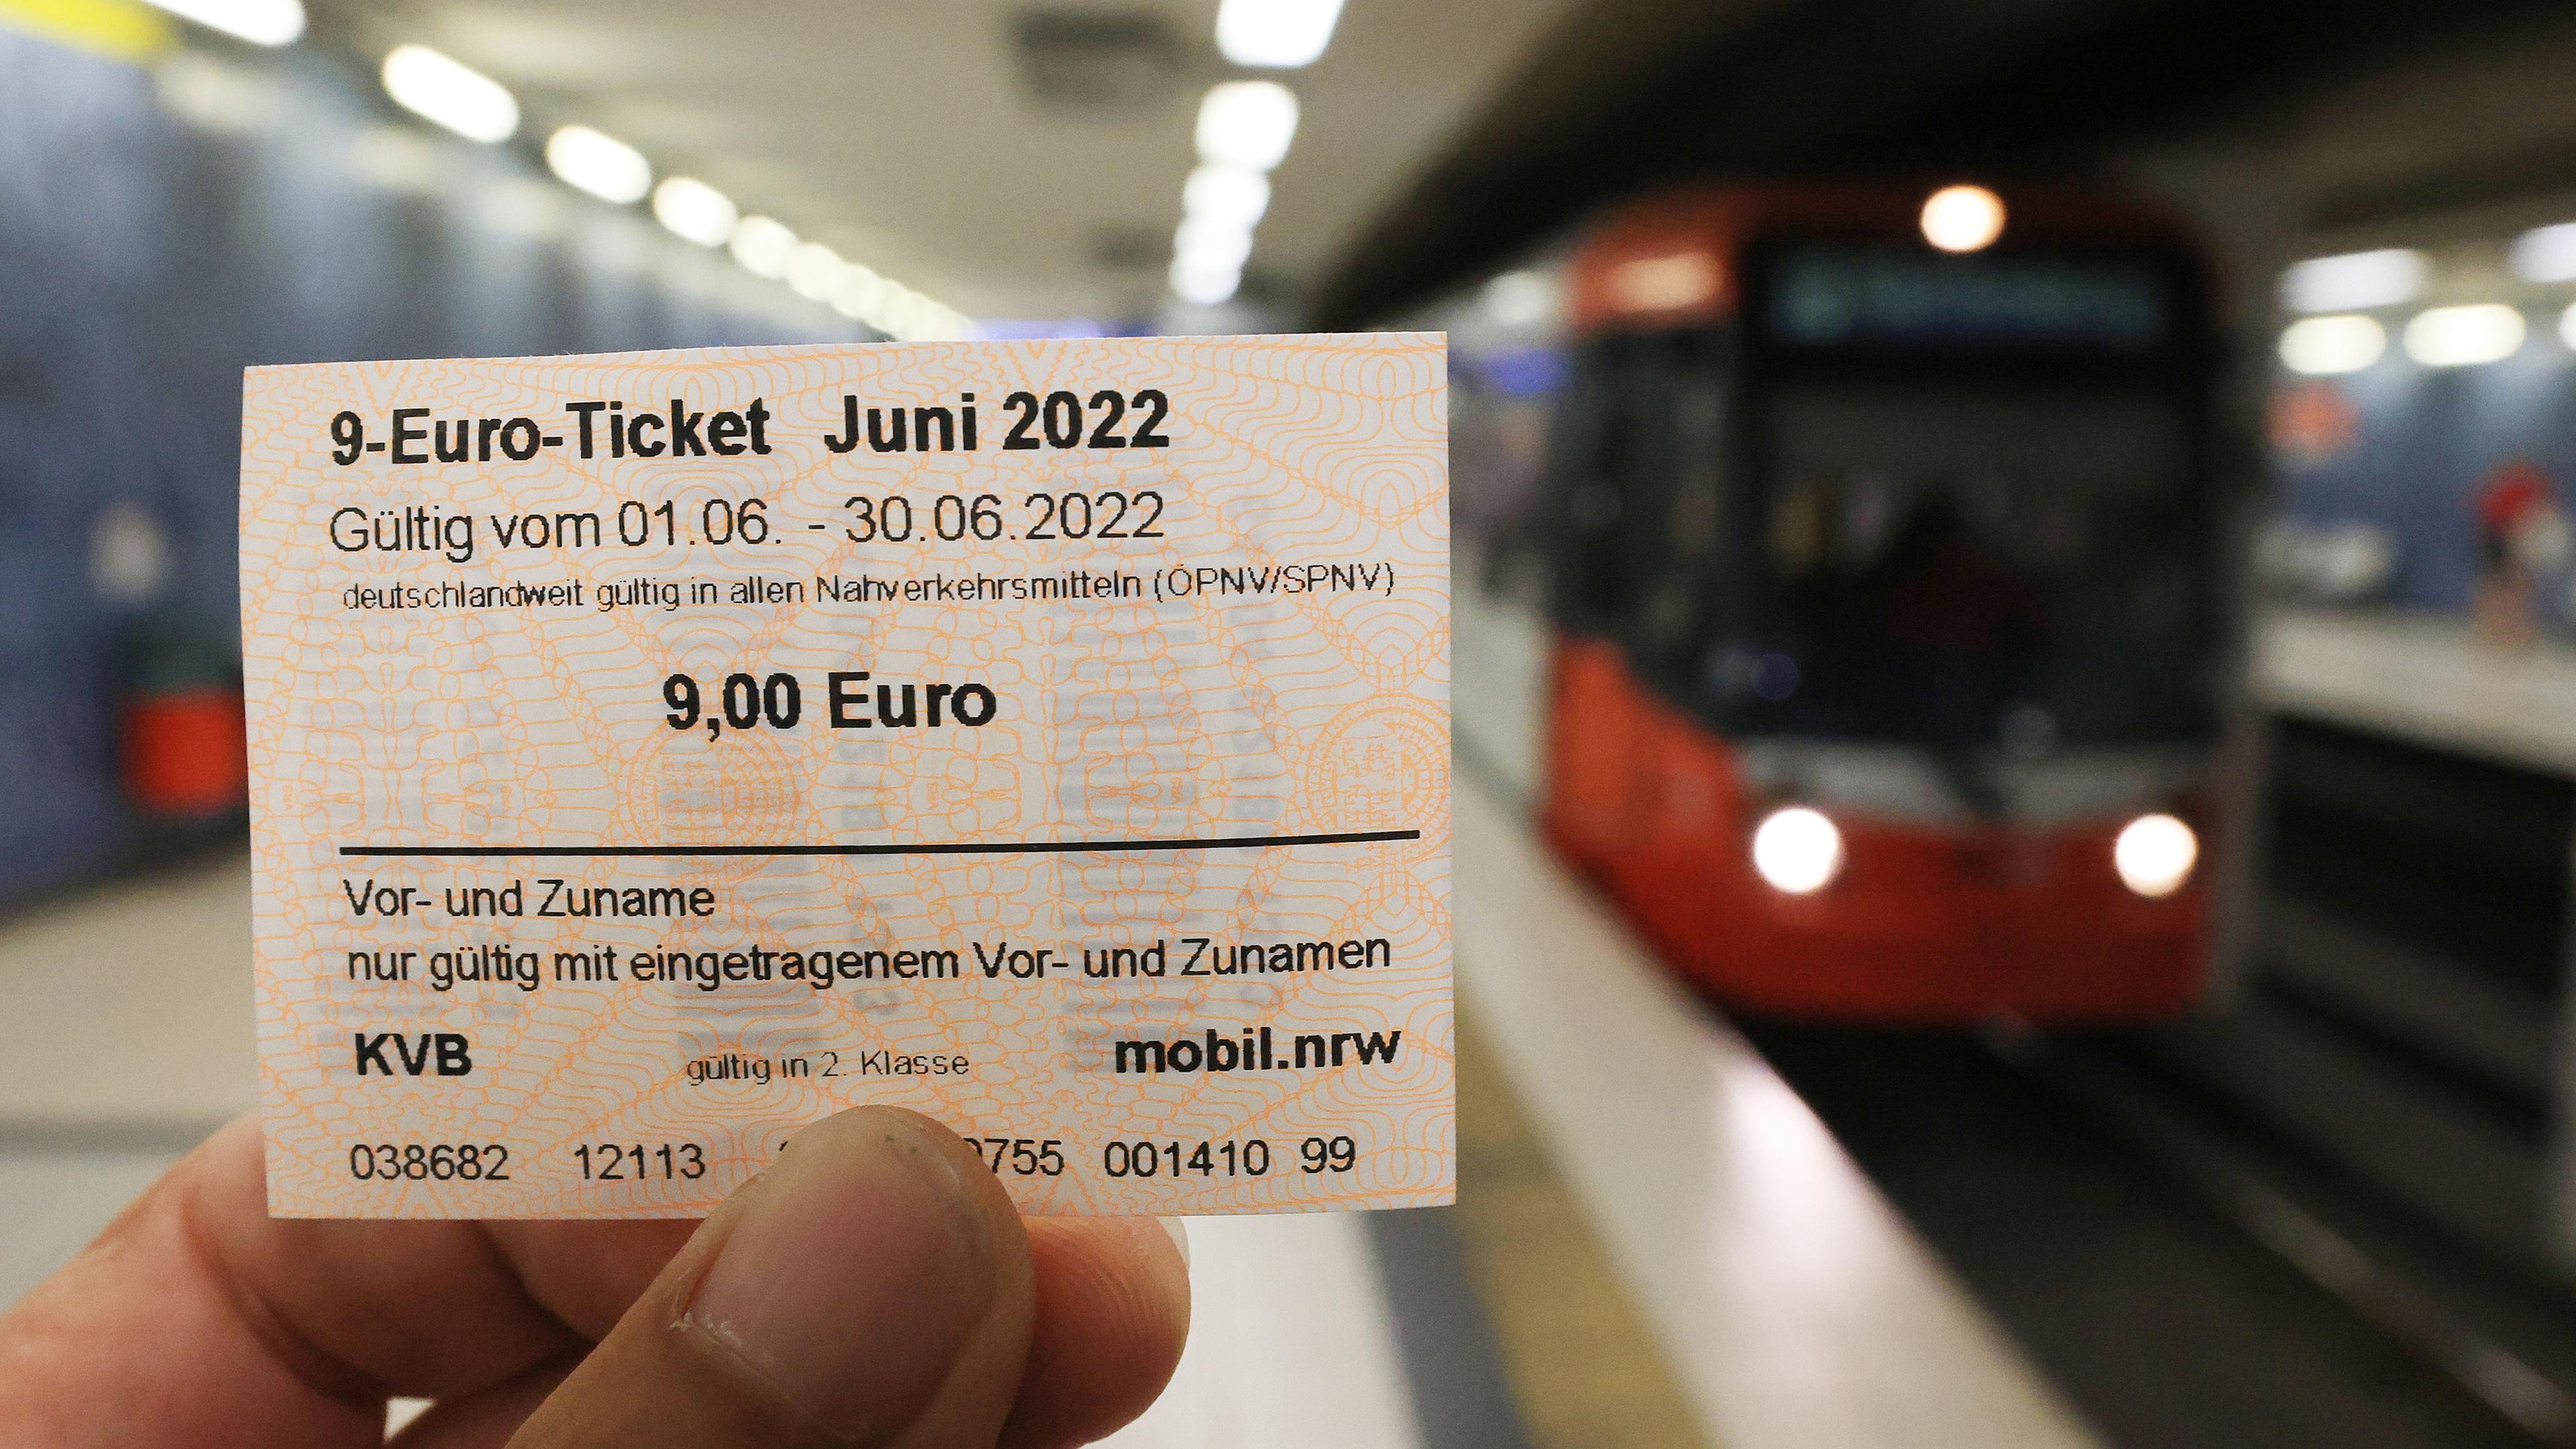 9-Euro-Ticket Juni 2022
Gültig vom 01.06. - 30.06.2022
deutschlandweit gültig in allen Nahverkehrsmitteln (ÖPNV/SPNV)
9,00 Euro
Vor- und Zuname
nur gültig mit eingetragenem Vor- und Zunamen
KVB gültig in 2. Klasse mobil.nrw
038682 12113 755 001410 99